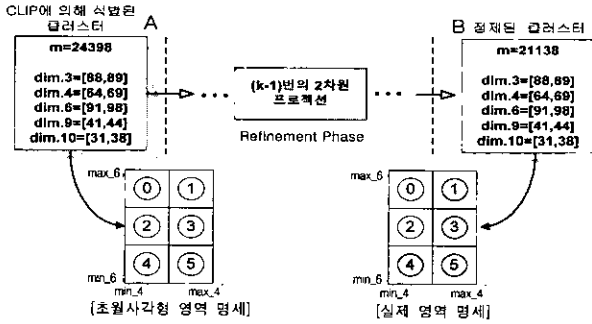 CLIP에 의해 식별된
클러스터
A
m=24398
dim.3=[88,89]
dim.4=[64,69]
dim.6=[91,98]
dim.9=[41,44]
dim.10=[31,38]
(k-1)번의 2차원
프로젝션
Refinement Phase
B 정제된 클러스터
m=21138
dim.3=[88,89]
dim.4=[64,69]
dim.6=[91,98]
dim.9=[41,44]
dim.10=[31,38]
max_6
0 1
2 3
4 5
min_6
min_4 max_4
[초월사각형 영역 명세]
max_6
0 1
2 3
4 5
min_6
min_4 max_4
[실제 영역 명세]